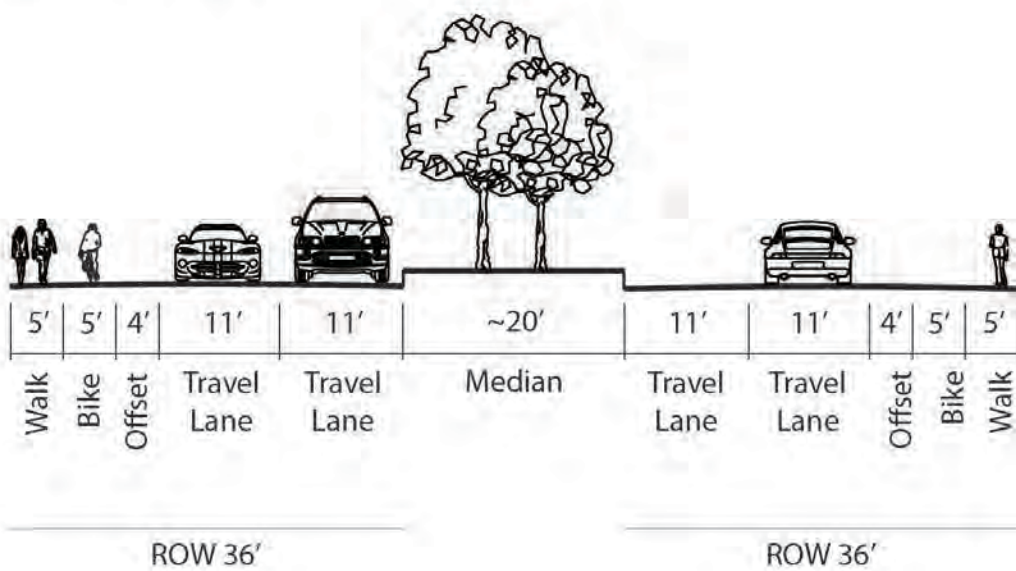 5′ 5′ 4′ 11′ 11′ ~20′ 11′ 11′ 4′ 5′ 5′
Walk
Bike
Offset
Travel
Lane
Travel
Lane
Median
Travel
Lane
Travel
Lane
Offset
Bike
Walk
ROW 36′
ROW 36′